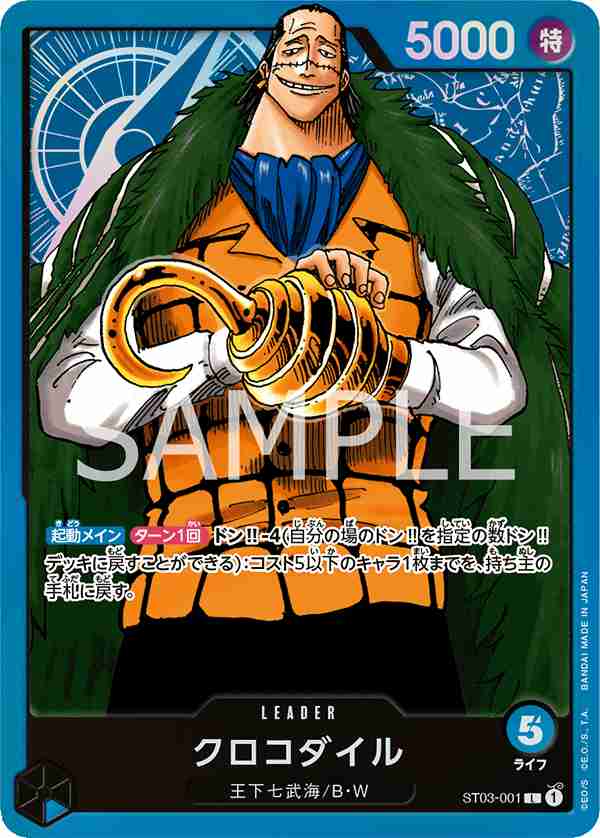 5000 特
SAMPLE
起動メイン ターン1回 ドン!!-4(自分の場のドン!!を指定の数ドン!!
デッキに戻すことができる):コスト5以下のキャラ1枚までを、持ち主の
手札に戻す。
LEADER
クロコダイル
王下七武海/B・W
5
ライフ
ST03-001 L 1
©ED/S ©E.O./S., T.A. BANDAI MADE IN JAPAN